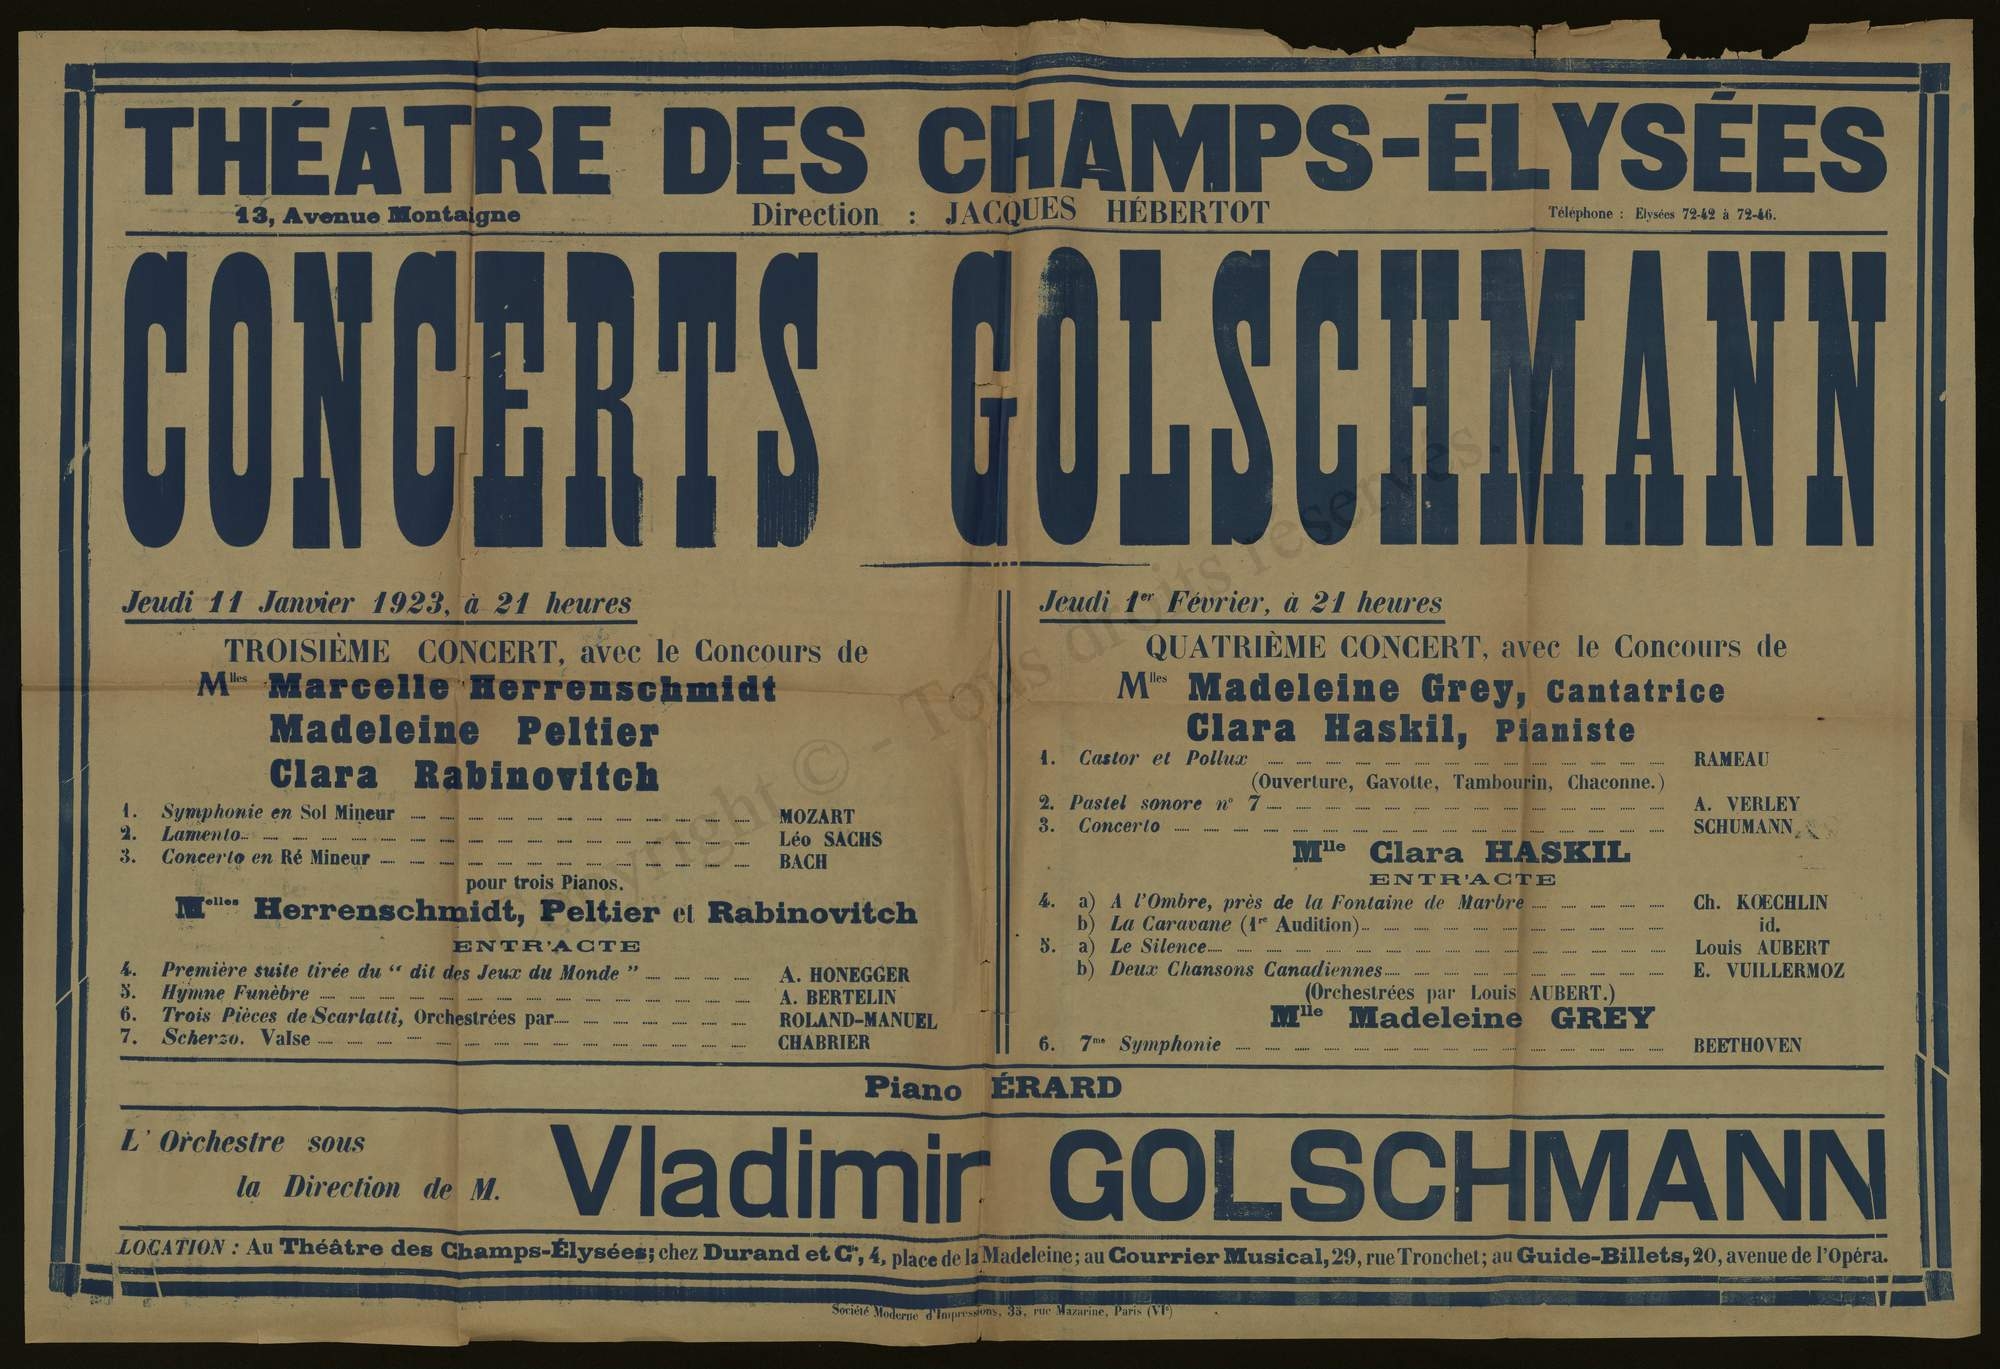 THÉATRE DES CHAMPS-ÉLYSÉES
13, Avenue Montaigne
Direction : JACQUES HÉBERTOT
Téléphone : Elysées 72-42 à 72-46.
CONCERTS GOLSCHMANN
Jeudi 11 Janvier 1923, à 21 heures
TROISIÈME CONCERT, avec le Concours de
Mlles Marcelle Herrenschmidt
Madeleine Peltier
Clara Rabinovitch
1. Symphonie en Sol Mineur MOZART
2. Lamento Léo SACHS
3. Concerto en Ré Mineur BACH
pour trois Pianos.
Melles Herrenschmidt, Peltier et Rabinovitch
ENTR'ACTE
4. Première suite tirée du “ dit des Jeux du Monde ” A. HONEGGER
5. Hymne Funèbre A. BERTELIN
6. Trois Pièces de Scarlatti, Orchestrées par ROLAND-MANUEL
7. Scherzo. Valse CHABRIER
Jeudi 1er Février, à 21 heures
QUATRIÈME CONCERT, avec le Concours de
Mlles Madeleine Grey, Cantatrice
Clara Haskil, Pianiste
1. Castor et Pollux RAMEAU
(Ouverture, Gavotte, Tambourin, Chaconne.)
2. Pastel sonore n° 7 A. VERLEY
3. Concerto SCHUMANN
Mlle Clara HASKIL
ENTR'ACTE
4. a) A l'Ombre, près de la Fontaine de Marbre Ch. KŒCHLIN
b) La Caravane (1re Audition) id.
5. a) Le Silence Louis AUBERT
b) Deux Chansons Canadiennes E. VUILLERMOZ
(Orchestrées par Louis AUBERT.)
Mlle Madeleine GREY
6. 7me Symphonie BEETHOVEN
Piano ÉRARD
L'Orchestre sous
la Direction de M. Vladimir GOLSCHMANN
LOCATION : Au Théâtre des Champs-Élysées; chez Durand et Cie, 4, place de la Madeleine; au Courrier Musical, 29, rue Tronchet; au Guide-Billets, 20, avenue de l'Opéra.
Société Moderne d'Impressions, 35, rue Mazarine, Paris (VIe)
Copyright © - Tous droits réservés.